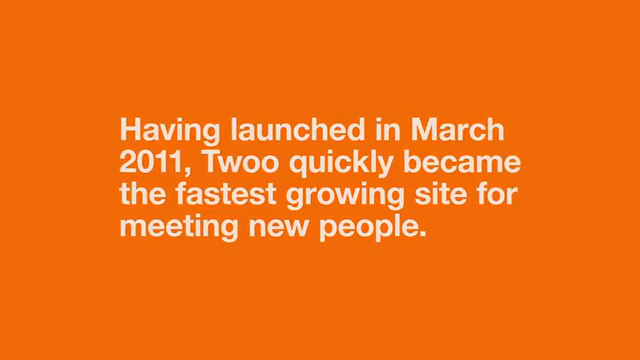 Having launched in March
2011, Twoo quickly became
the fastest growing site for
meeting new people.